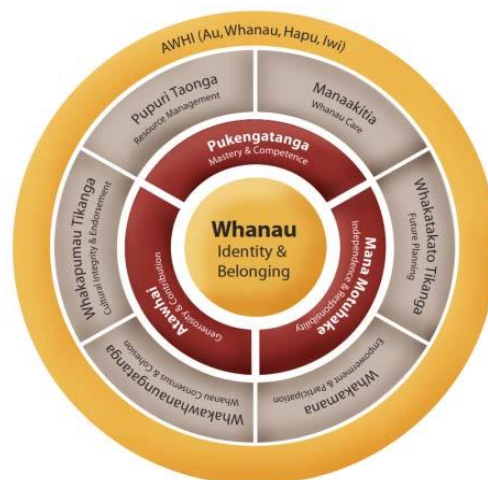 AWHI (Au, Whanau, Hapu, Iwi)
Pupuri Taonga
Resource Management
Manaakitia
Whanau Care
Whakatakato Tikanga
Future Planning
Whakamana
Empowerment & Participation
Whakawhanaungatanga
Whanau Consensus & Cohesion
Whakapumau Tikanga
Cultural Integrity & Endorsement
Pukengatanga
Mastery & Competence
Mana Motuhake
Independence & Responsibility
Atawhai
Generosity & Contribution
Whanau
Identity &
Belonging